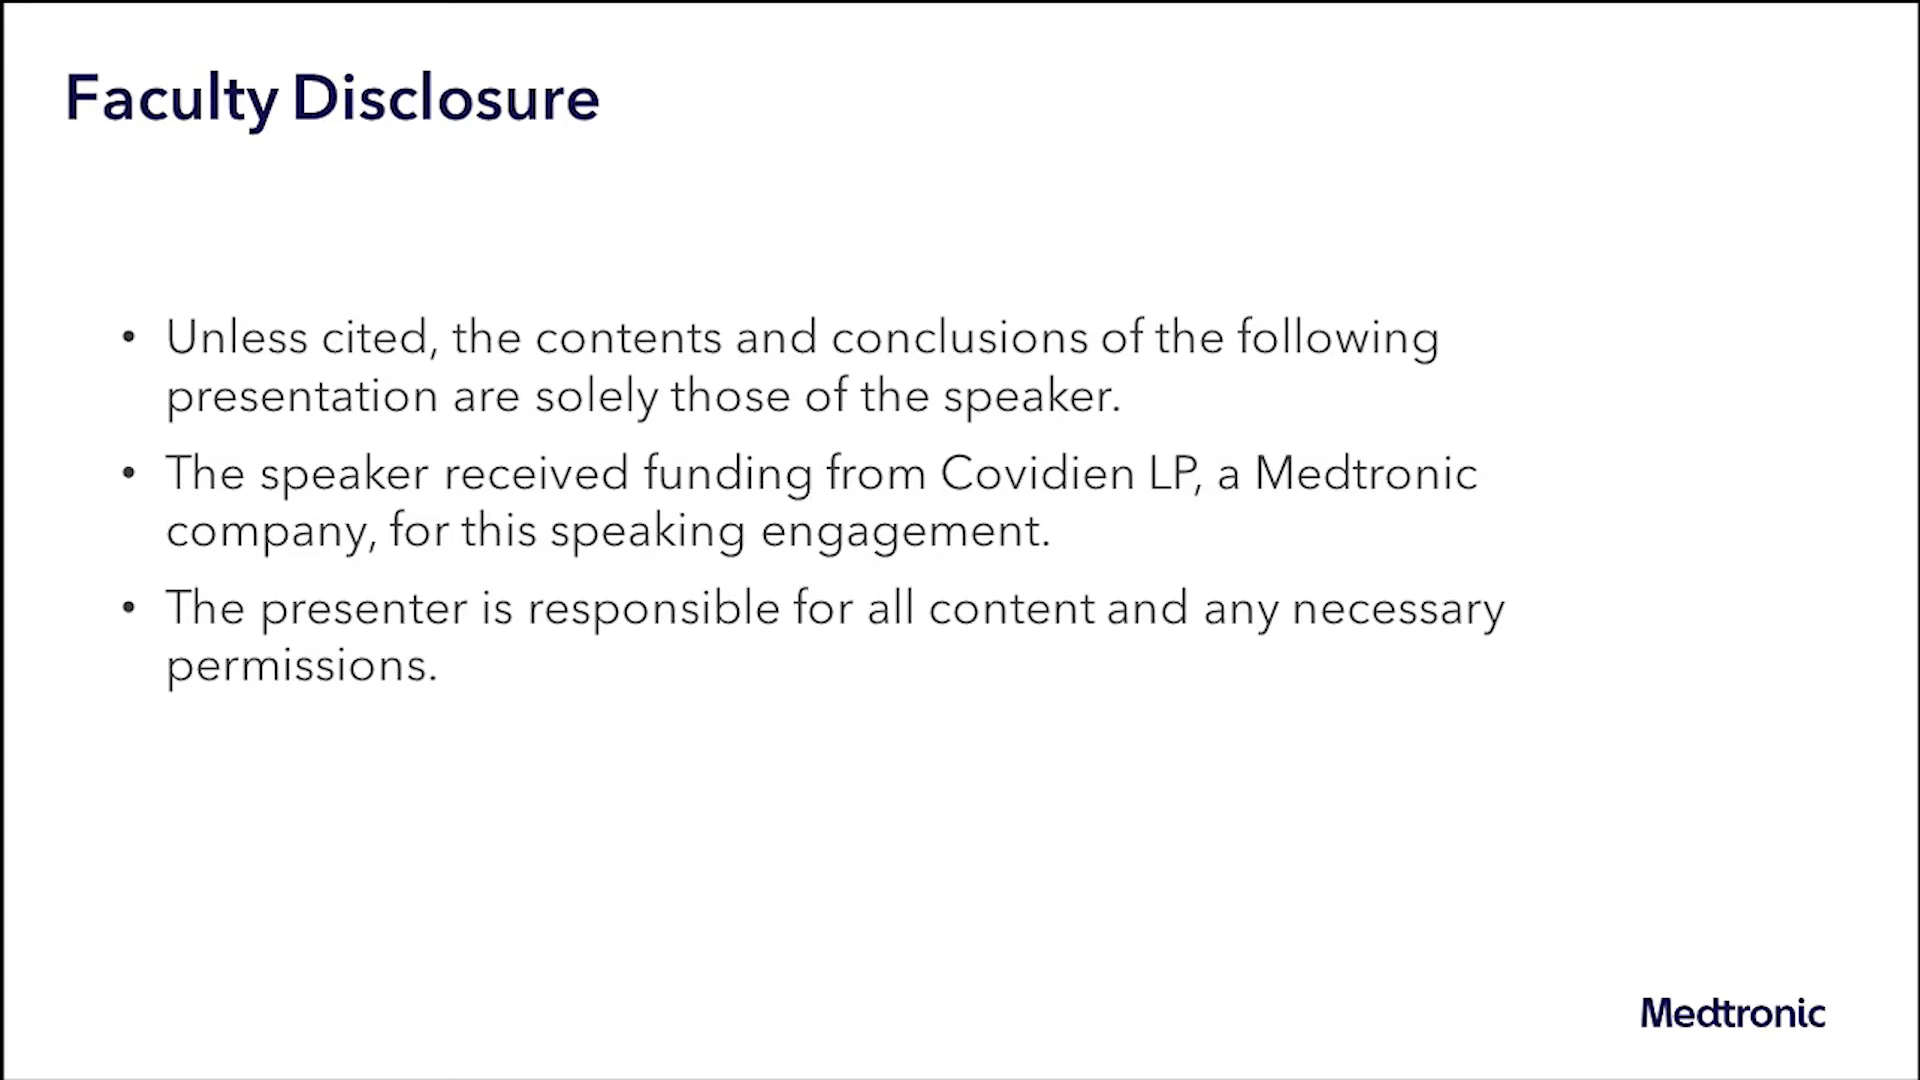 Faculty Disclosure
• Unless cited, the contents and conclusions of the following
presentation are solely those of the speaker.
• The speaker received funding from Covidien LP, a Medtronic
company, for this speaking engagement.
• The presenter is responsible for all content and any necessary
permissions.
Medtronic